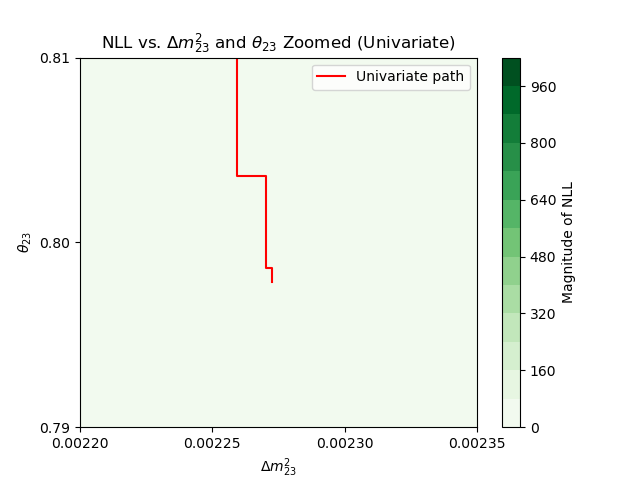 NLL vs. Δm²₂₃ and θ₂₃ Zoomed (Univariate)
Univariate path
0.81
0.80
0.79
θ₂₃
0.00220
0.00225
0.00230
0.00235
Δm²₂₃
960
800
640
480
320
160
0
Magnitude of NLL